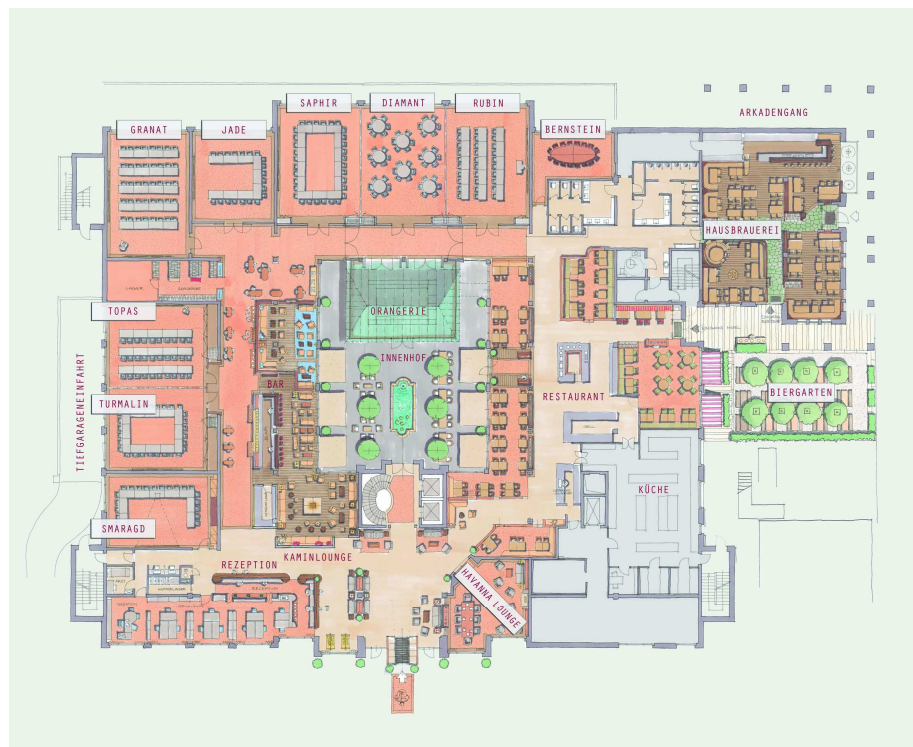 ARKADENGANG
SAPHIR
DIAMANT
RUBIN
GRANAT
JADE
BERNSTEIN
HAUSBRAUEREI
TOPAS
ORANGERIE
INNENHOF
BAR
RESTAURANT
BIERGARTEN
TURMALIN
TIEFGARAGENEINFAHRT
KÜCHE
SMARAGD
KAMINLOUNGE
REZEPTION
HAVANNA LOUNGE